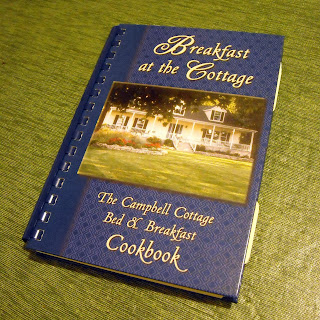 Breakfast
at the Cottage
The Campbell Cottage
Bed & Breakfast
Cookbook